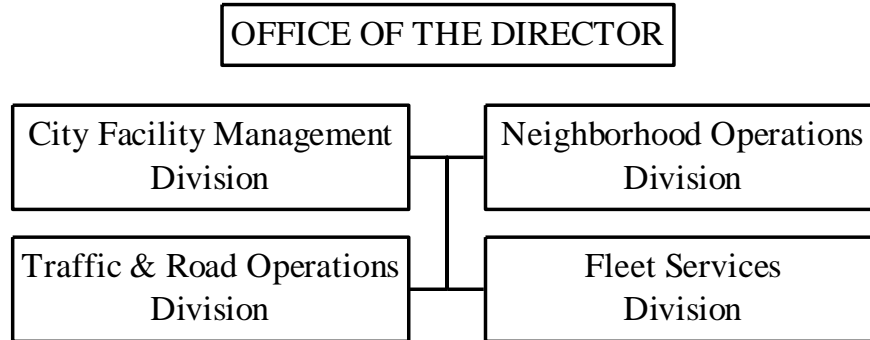 OFFICE OF THE DIRECTOR
City Facility Management
Division
Neighborhood Operations
Division
Traffic & Road Operations
Division
Fleet Services
Division